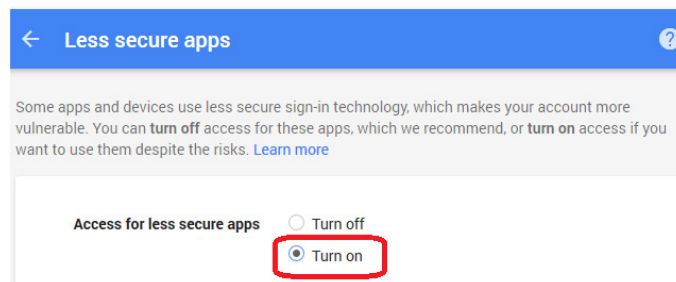 Less secure apps
Some apps and devices use less secure sign-in technology, which makes your account more
vulnerable. You can turn off access for these apps, which we recommend, or turn on access if you
want to use them despite the risks. Learn more
Access for less secure apps Turn off
Turn on